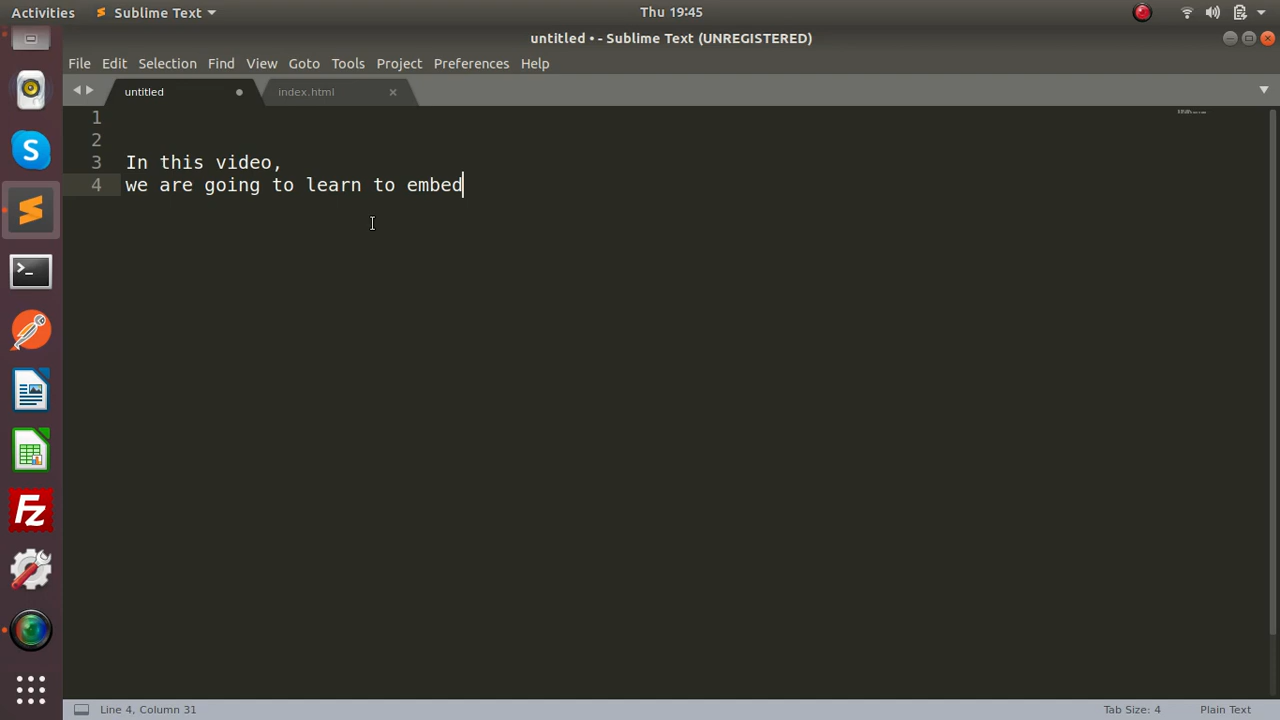 Activities Sublime Text Thu 19:45
untitled • - Sublime Text (UNREGISTERED)
File Edit Selection Find View Goto Tools Project Preferences Help
untitled index.html
1
2
3 In this video,
4 we are going to learn to embed
Line 4, Column 31 Tab Size: 4 Plain Text